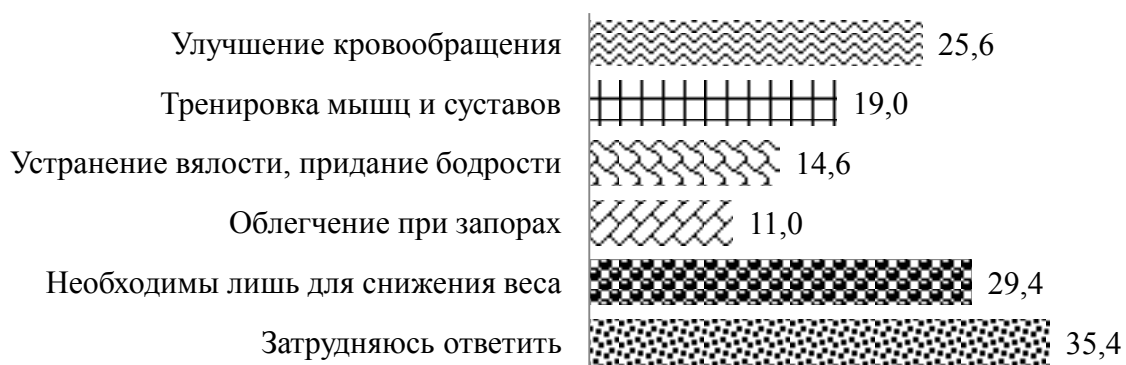 Улучшение кровообращения 25,6
Тренировка мышц и суставов 19,0
Устранение вялости, придание бодрости 14,6
Облегчение при запорах 11,0
Необходимы лишь для снижения веса 29,4
Затрудняюсь ответить 35,4